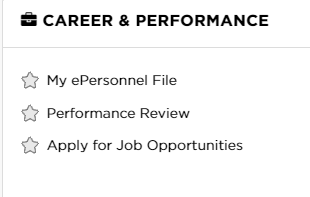 CAREER & PERFORMANCE
My ePersonnel File
Performance Review
Apply for Job Opportunities